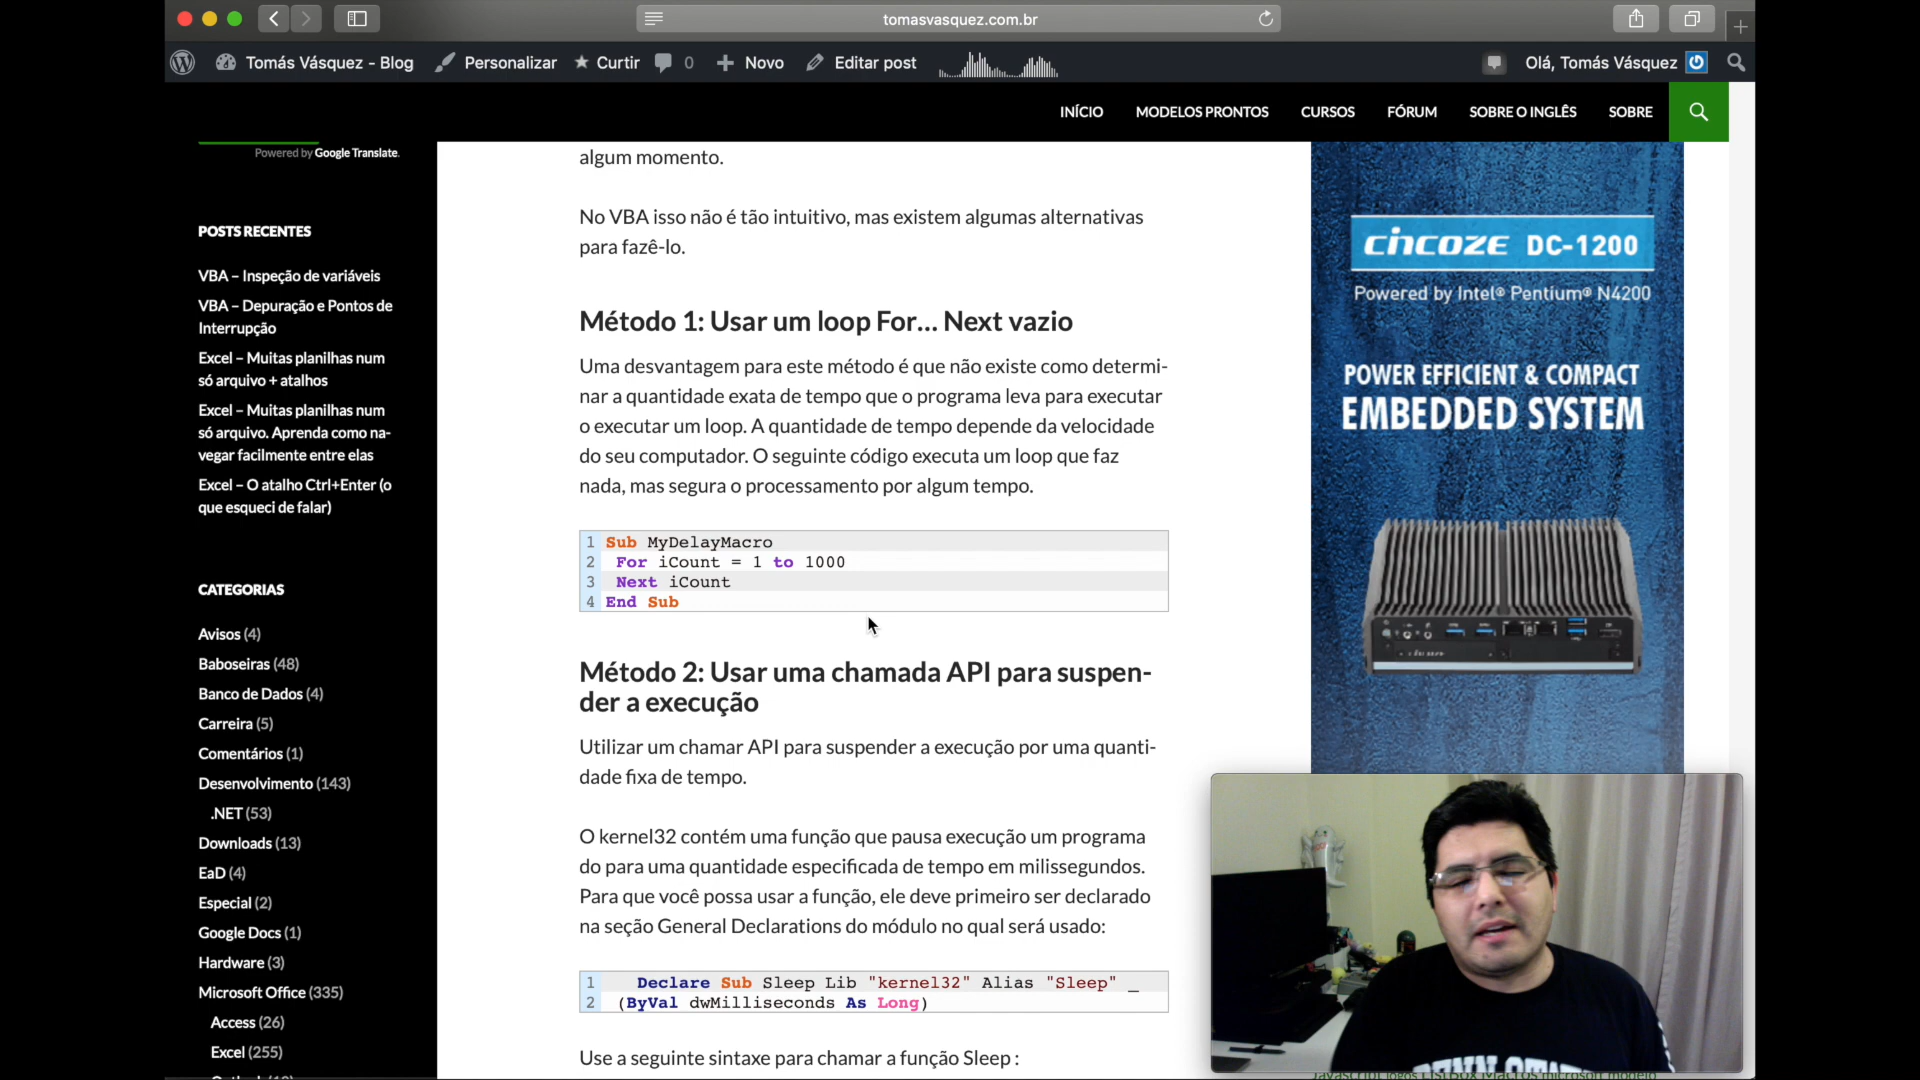 tomasvasquez.com.br
Tomás Vásquez - Blog
Personalizar
Curtir
0
Novo
Editar post
Olá, Tomás Vásquez
INÍCIO
MODELOS PRONTOS
CURSOS
FÓRUM
SOBRE O INGLÊS
SOBRE
Powered by Google Translate.
POSTS RECENTES
VBA – Inspeção de variáveis
VBA – Depuração e Pontos de
Interrupção
Excel – Muitas planilhas num
só arquivo + atalhos
Excel – Muitas planilhas num
só arquivo. Aprenda como na-
vegar facilmente entre elas
Excel – O atalho Ctrl+Enter (o
que esqueci de falar)
CATEGORIAS
Avisos (4)
Baboseiras (48)
Banco de Dados (4)
Carreira (5)
Comentários (1)
Desenvolvimento (143)
.NET (53)
Downloads (13)
EaD (4)
Especial (2)
Google Docs (1)
Hardware (3)
Microsoft Office (335)
Access (26)
Excel (255)
algum momento.
No VBA isso não é tão intuitivo, mas existem algumas alternativas
para fazê-lo.
Método 1: Usar um loop For... Next vazio
Uma desvantagem para este método é que não existe como determi-
nar a quantidade exata de tempo que o programa leva para executar
o executar um loop. A quantidade de tempo depende da velocidade
do seu computador. O seguinte código executa um loop que faz
nada, mas segura o processamento por algum tempo.
1 Sub MyDelayMacro
2 For iCount = 1 to 1000
3 Next iCount
4 End Sub
Método 2: Usar uma chamada API para suspen-
der a execução
Utilizar um chamar API para suspender a execução por uma quanti-
dade fixa de tempo.
O kernel32 contém uma função que pausa execução um programa
do para uma quantidade especificada de tempo em milissegundos.
Para que você possa usar a função, ele deve primeiro ser declarado
na seção General Declarations do módulo no qual será usado:
1 Declare Sub Sleep Lib "kernel32" Alias "Sleep" _
2 (ByVal dwMilliseconds As Long)
Use a seguinte sintaxe para chamar a função Sleep :
cincoze DC-1200
Powered by Intel® Pentium® N4200
POWER EFFICIENT & COMPACT
EMBEDDED SYSTEM